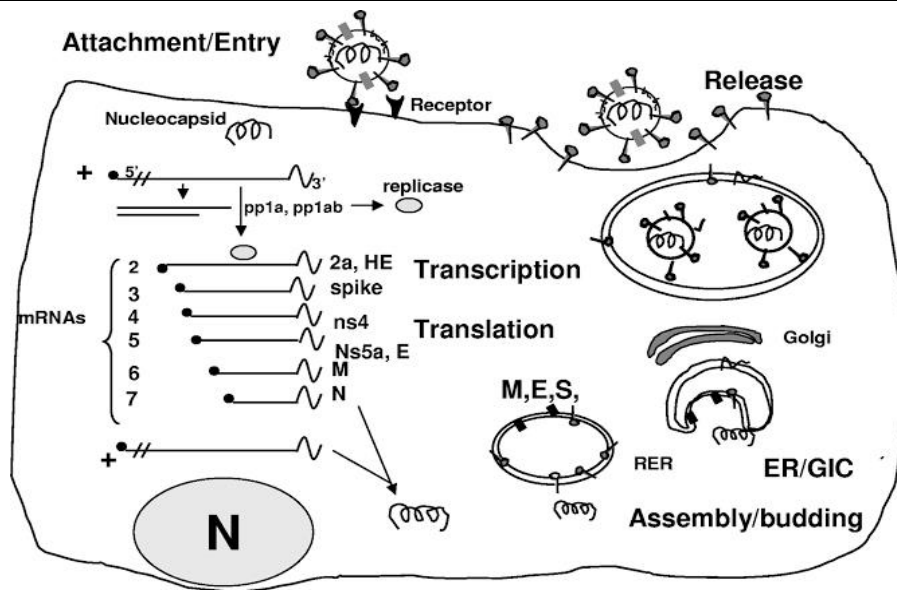 Attachment/Entry
Release
Receptor
Nucleocapsid
+ 5' 3'
replicase
pp1a, pp1ab
2 2a, HE
3 spike
4 ns4
5 Ns5a, E
6 M
7 N
mRNAs
+
Transcription
Translation
Golgi
M,E,S,
RER
ER/GIC
Assembly/budding
N